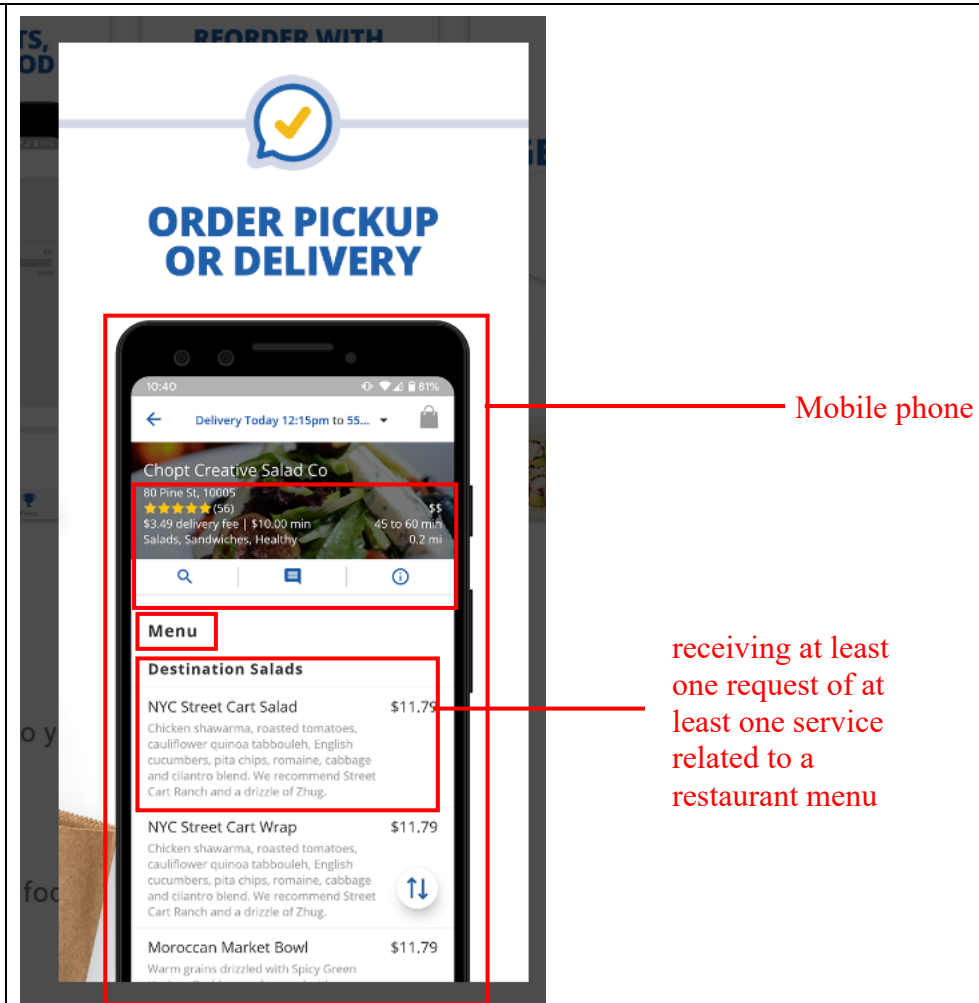 TS,
OD
REORDER WITH
ORDER PICKUP
OR DELIVERY
10:40
81%
Delivery Today 12:15pm to 55...
Chopt Creative Salad Co
80 Pine St, 10005
(56)
$$
$3.49 delivery fee | $10.00 min
45 to 60 min
Salads, Sandwiches, Healthy
0.2 mi
Menu
Destination Salads
NYC Street Cart Salad
$11.79
Chicken shawarma, roasted tomatoes,
cauliflower quinoa tabbouleh, English
cucumbers, pita chips, romaine, cabbage
and cilantro blend. We recommend Street
Cart Ranch and a drizzle of Zhug.
NYC Street Cart Wrap
$11.79
Chicken shawarma, roasted tomatoes,
cauliflower quinoa tabbouleh, English
cucumbers, pita chips, romaine, cabbage
and cilantro blend. We recommend Street
Cart Ranch and a drizzle of Zhug.
Moroccan Market Bowl
$11.79
Warm grains drizzled with Spicy Green
o y
foo
Mobile phone
receiving at least
one request of at
least one service
related to a
restaurant menu